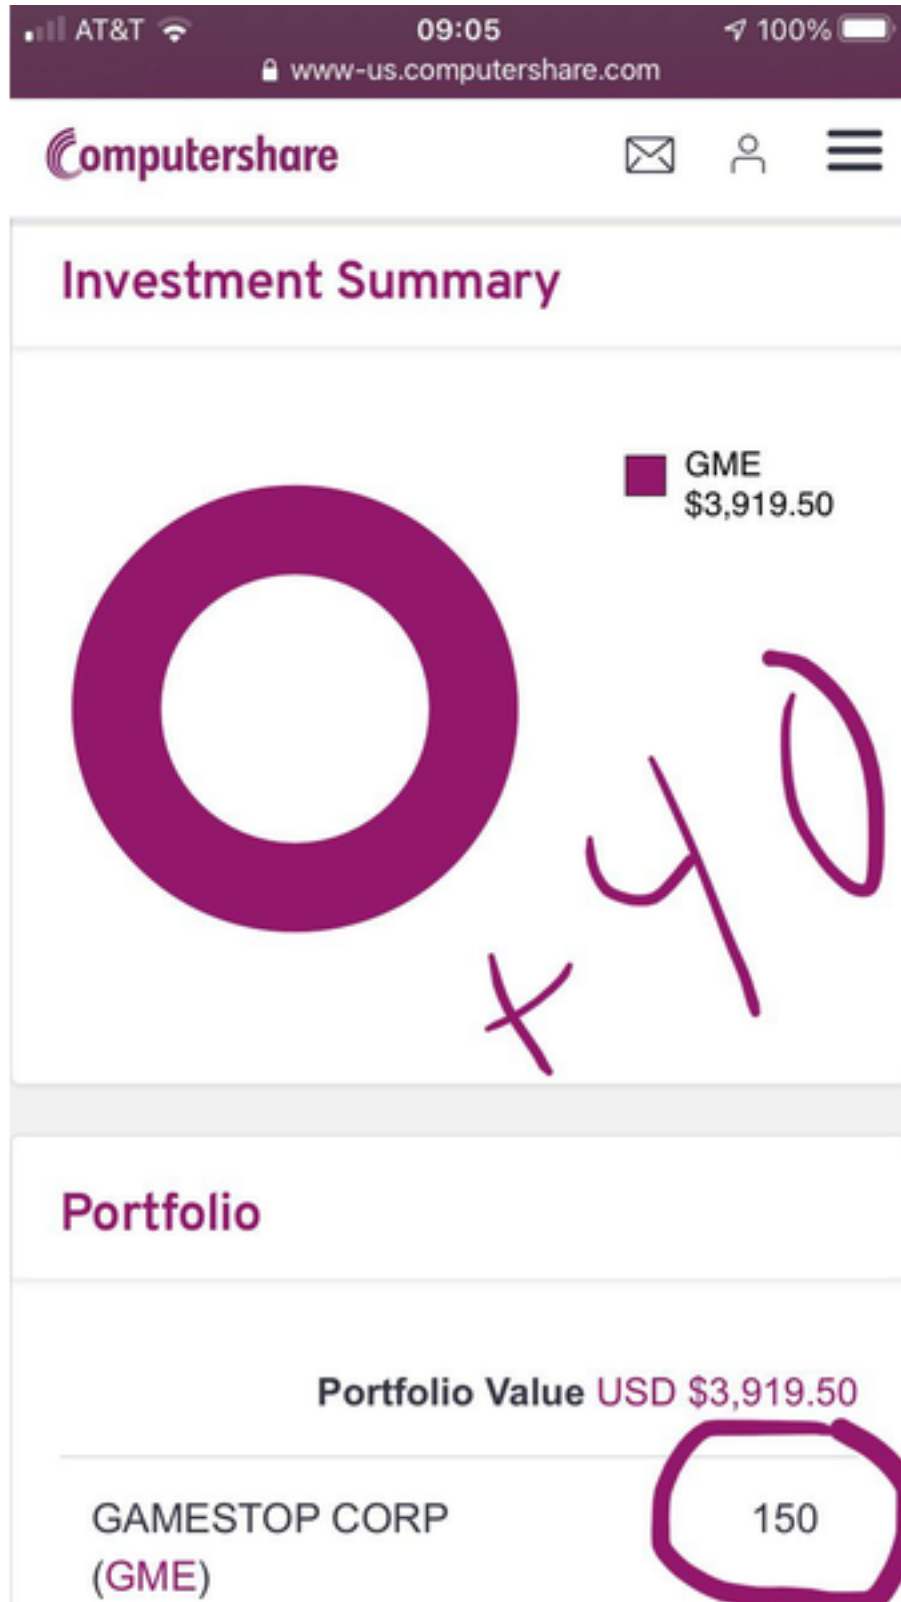 AT&T 09:05 100%
www-us.computershare.com
Computershare
Investment Summary
GME
$3,919.50
+40
Portfolio
Portfolio Value USD $3,919.50
GAMESTOP CORP 150
(GME)